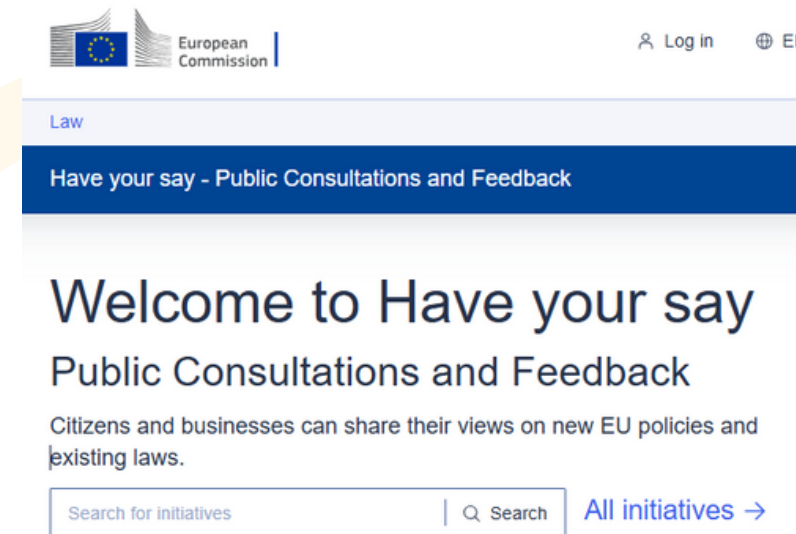 European
Commission
Log in
Law
Have your say - Public Consultations and Feedback
Welcome to Have your say
Public Consultations and Feedback
Citizens and businesses can share their views on new EU policies and
existing laws.
Search for initiatives
Search
All initiatives →